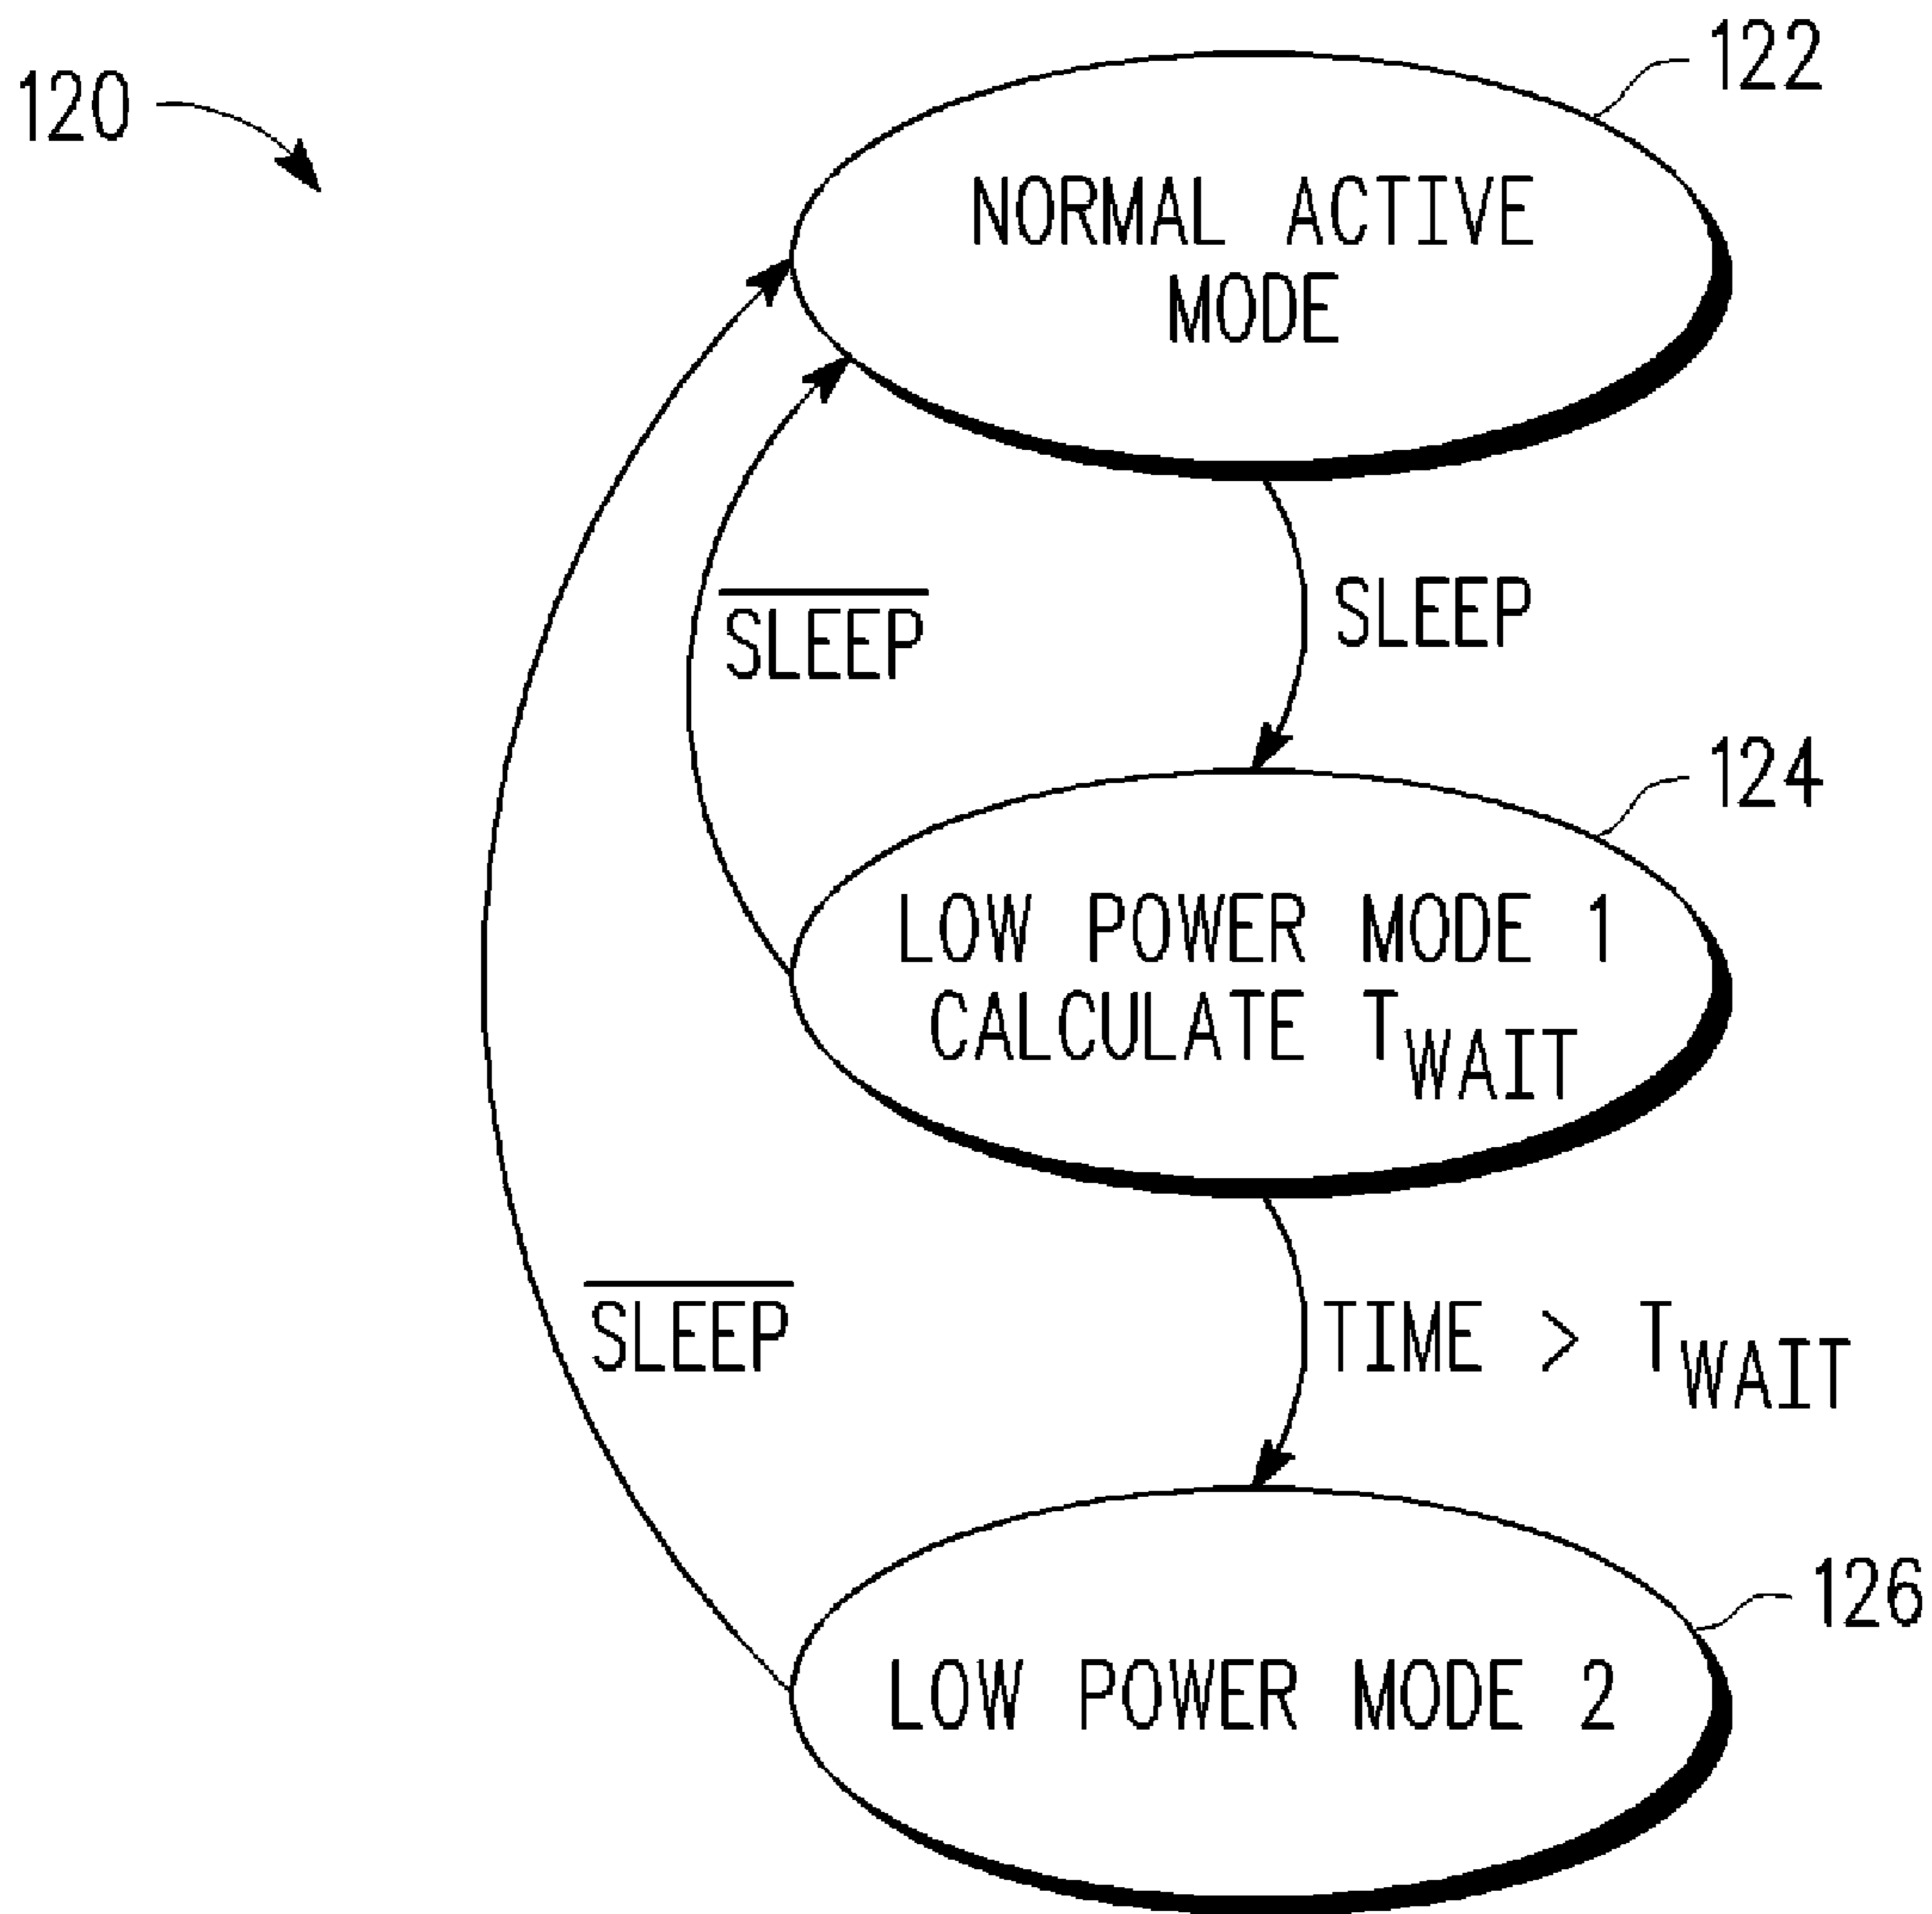 120
122
NORMAL ACTIVE
MODE
SLEEP
SLEEP
124
LOW POWER MODE 1
CALCULATE TWAIT
SLEEP
TIME > TWAIT
126
LOW POWER MODE 2